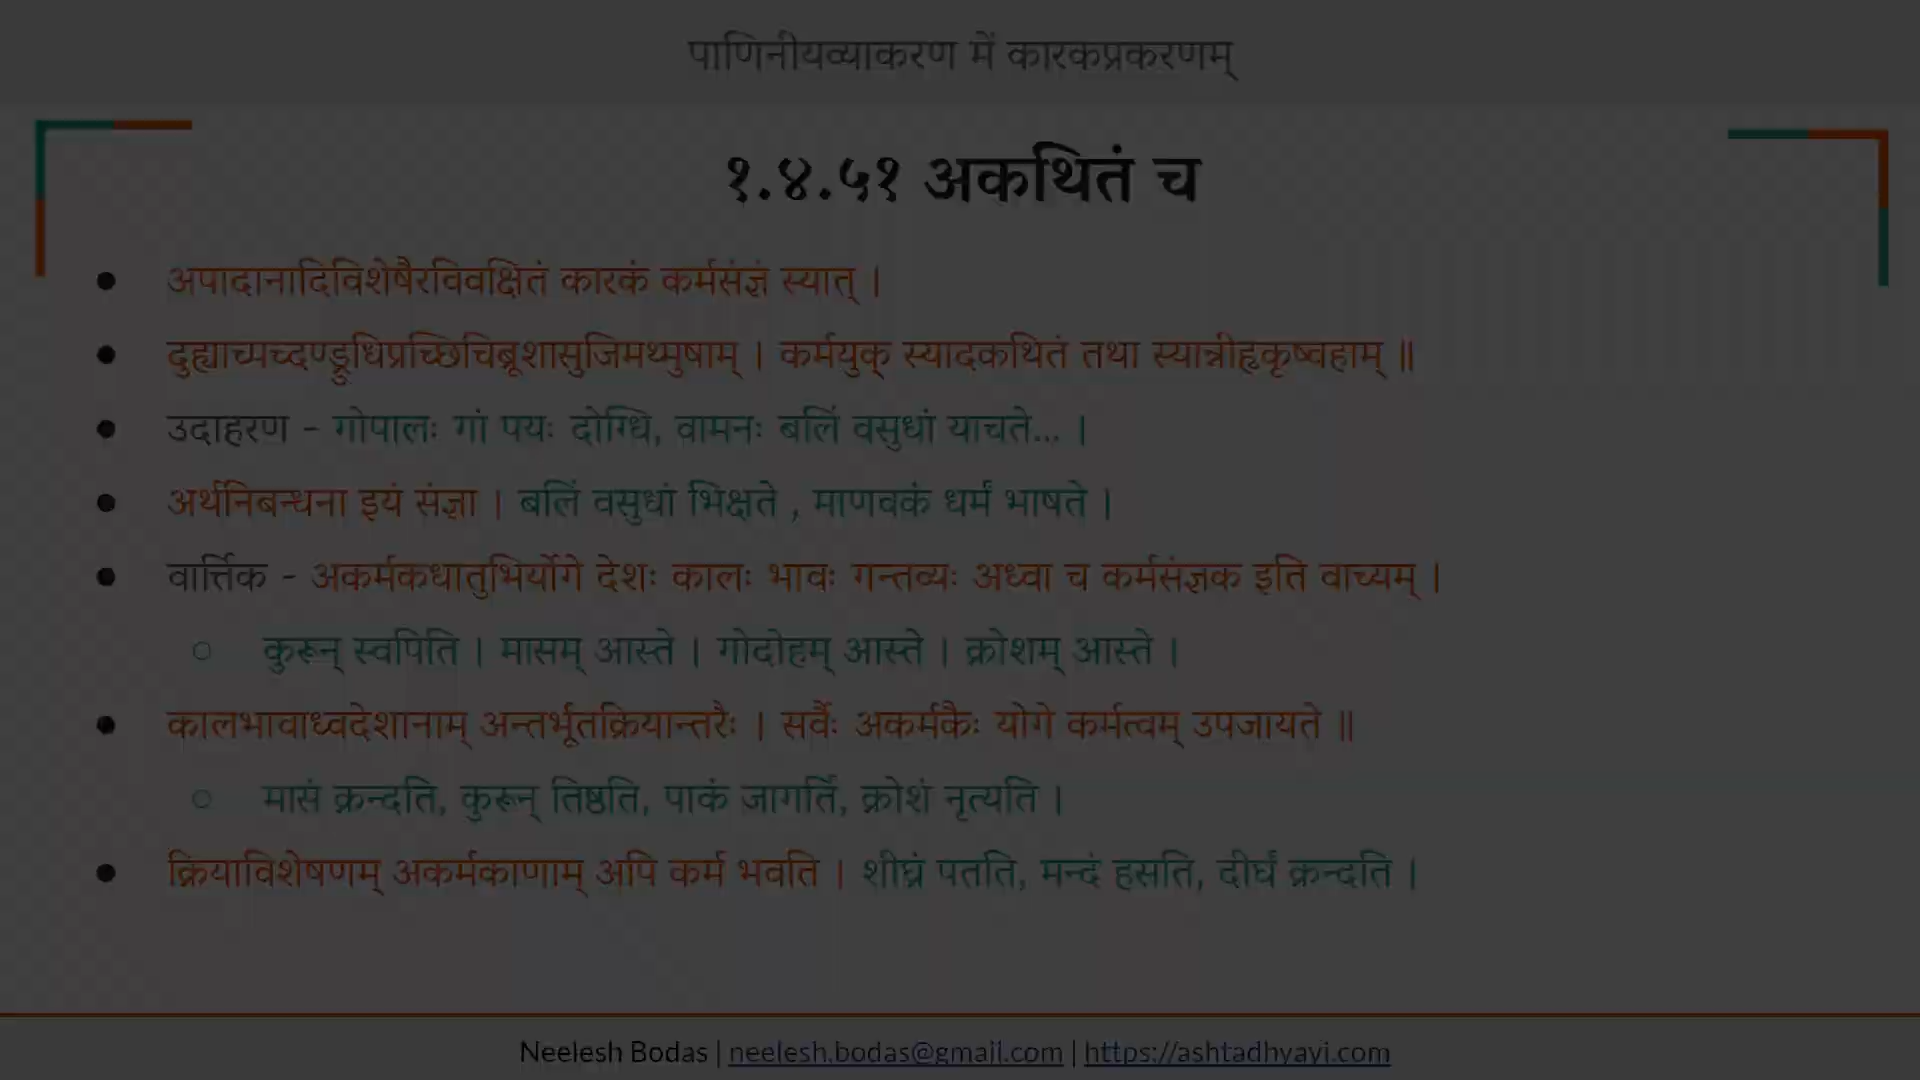 पाणिनीयव्याकरण में कारकप्रकरणम्
१.४.५१ अकथितं च
● अपादानादिविशेषैरविवक्षितं कारकं कर्मसंज्ञं स्यात् ।
● दुह्याच्पच्दण्ड्रुधिप्रच्छिचिब्रूशासुजिमथ्मुषाम् । कर्मयुक् स्यादकथितं तथा स्यान्नीहृकृष्वहाम् ॥
● उदाहरण - गोपालः गां पयः दोग्धि, वामनः बलिं वसुधां याचते... ।
● अर्थनिबन्धना इयं संज्ञा । बलिं वसुधां भिक्षते , माणवकं धर्मं भाषते ।
● वार्त्तिक - अकर्मकधातुभिर्योगे देशः कालः भावः गन्तव्यः अध्वा च कर्मसंज्ञक इति वाच्यम् ।
○ कुरून् स्वपिति । मासम् आस्ते । गोदोहम् आस्ते । क्रोशम् आस्ते ।
● कालभावाध्वदेशानाम् अन्तर्भूतक्रियान्तरैः । सर्वैः अकर्मकैः योगे कर्मत्वम् उपजायते ॥
○ मासं क्रन्दति, कुरून् तिष्ठति, पाकं जागर्ति, क्रोशं नृत्यति ।
● क्रियाविशेषणम् अकर्मकाणाम् अपि कर्म भवति । शीघ्रं पतति, मन्दं हसति, दीर्घं क्रन्दति ।
Neelesh Bodas | neelesh.bodas@gmail.com | https://ashtadhyayi.com